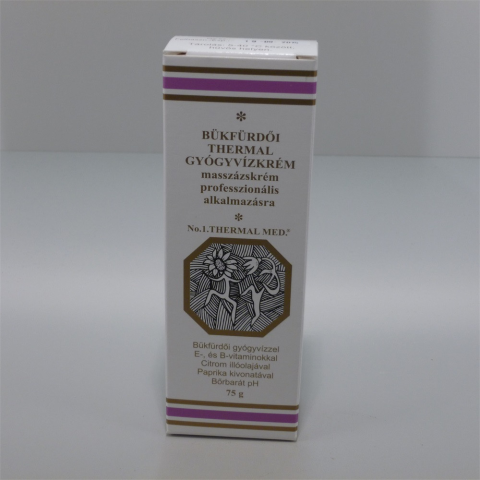 *
BÜKFÜRDŐI
THERMAL
GYÓGYVÍZKRÉM
masszázskrém
professzionális
alkalmazásra
*
No.1.THERMAL MED.®
Bükfürdői gyógyvízzel
E-, és B-vitaminokkal
Citrom illóolajával
Paprika kivonatával
Bőrbarát pH
75 g